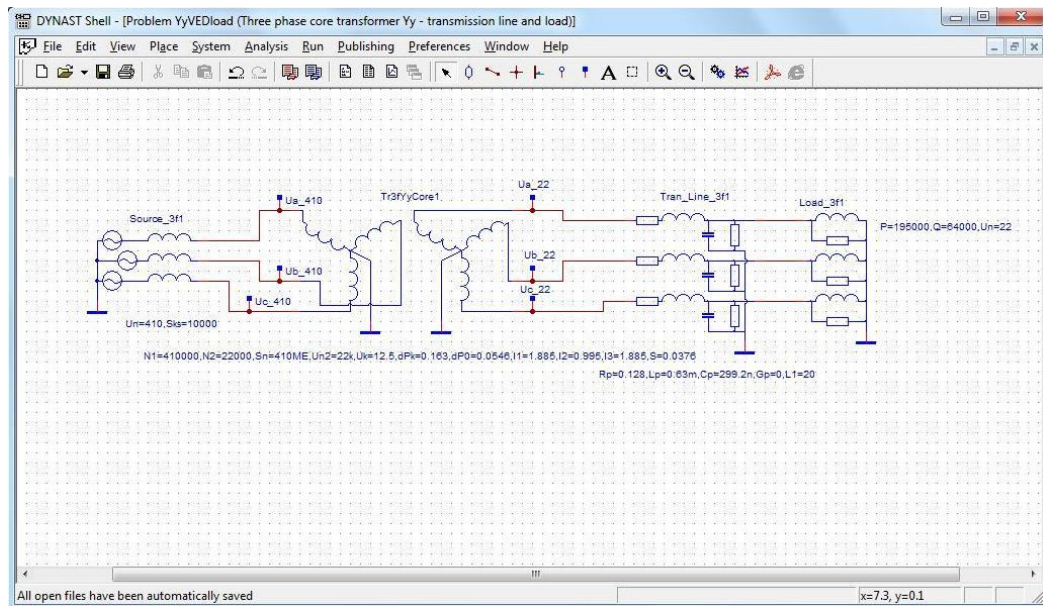 DYNAST Shell - [Problem YyVEDload (Three phase core transformer Yy - transmission line and load)]
File Edit View Place System Analysis Run Publishing Preferences Window Help
A
Ua_22
Ua_410 Tr3fYyCore1 Tran_Line_3f1 Load_3f1
Source_3f1
P=195000,Q=64000,Un=22
Ub_22
Ub_410
Uc_22
Uc_410
Un=410,Sks=10000
N1=410000,N2=22000,Sn=410ME,Un2=22k,Uk=12.5,dPk=0.163,dP0=0.0546,I1=1.885,I2=0.995,I3=1.885,S=0.0376
Rp=0.128,Lp=0.63m,Cp=299.2n,Gp=0,L1=20
All open files have been automatically saved x=7.3, y=0.1